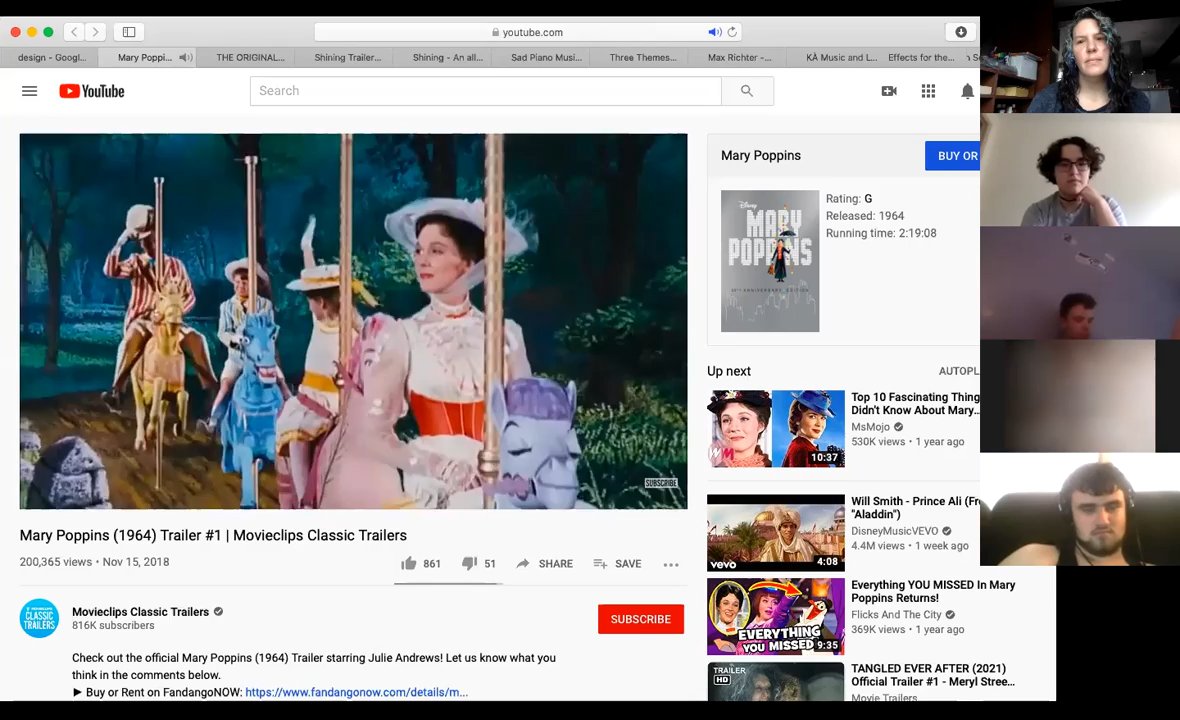 youtube.com
design - Googl...
Mary Poppi...
THE ORIGINAL...
Shining Trailer...
Shining - An all...
Sad Piano Musi...
Three Themes...
Max Richter -...
KÀ Music and L...
Effects for the...
YouTube
Search
Mary Poppins
BUY OR
Disney
MARY
POPPINS
Rating: G
Released: 1964
Running time: 2:19:08
SUBSCRIBE
Up next
AUTOPL
Top 10 Fascinating Thing
Didn't Know About Mary...
MsMojo
530K views • 1 year ago
10:37
Will Smith - Prince Ali (Fr
"Aladdin")
DisneyMusicVEVO
4.4M views • 1 week ago
vevo
4:08
Everything YOU MISSED In Mary
Poppins Returns!
Flicks And The City
369K views • 1 year ago
EVERYTHING
YOU MISSED
9:35
TANGLED EVER AFTER (2021)
Official Trailer #1 - Meryl Stree...
Movie Trailers
TRAILER
HD
Mary Poppins (1964) Trailer #1 | Movieclips Classic Trailers
200,365 views • Nov 15, 2018
861
51
SHARE
SAVE
CLASSIC
TRAILERS
Movieclips Classic Trailers
816K subscribers
SUBSCRIBE
Check out the official Mary Poppins (1964) Trailer starring Julie Andrews! Let us know what you
think in the comments below.
► Buy or Rent on FandangoNOW: https://www.fandangonow.com/details/m...